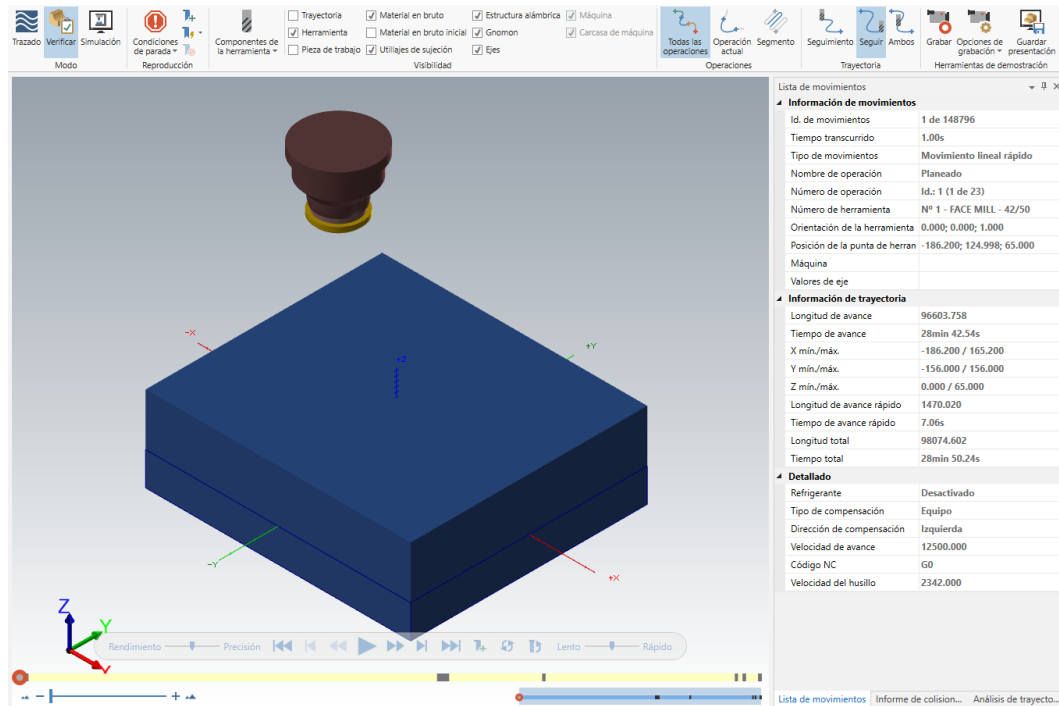 Trazado
Verificar
Simulación
Modo
Condiciones
de parada
Reproducción
Componentes de
la herramienta
Trayectoria
Herramienta
Pieza de trabajo
Material en bruto
Material en bruto inicial
Utilajes de sujeción
Estructura alámbrica
Gnomon
Ejes
Máquina
Carcasa de máquina
Visibilidad
Todas las
operaciones
Operación
actual
Segmento
Operaciones
Seguimiento
Seguir
Ambos
Trayectoria
Grabar
Opciones de
grabación
Guardar
presentación
Herramientas de demostración
-X
+Y
+Z
-Y
+X
Z
Y
Rendimiento
Precisión
Lento
Rápido
Lista de movimientos
Información de movimientos
Id. de movimientos 1 de 148796
Tiempo transcurrido 1.00s
Tipo de movimientos Movimiento lineal rápido
Nombre de operación Planeado
Número de operación Id.: 1 (1 de 23)
Número de herramienta Nº 1 - FACE MILL - 42/50
Orientación de la herramienta 0.000; 0.000; 1.000
Posición de la punta de herran -186.200; 124.998; 65.000
Máquina
Valores de eje
Información de trayectoria
Longitud de avance 96603.758
Tiempo de avance 28min 42.54s
X mín./máx. -186.200 / 165.200
Y mín./máx. -156.000 / 156.000
Z mín./máx. 0.000 / 65.000
Longitud de avance rápido 1470.020
Tiempo de avance rápido 7.06s
Longitud total 98074.602
Tiempo total 28min 50.24s
Detallado
Refrigerante Desactivado
Tipo de compensación Equipo
Dirección de compensación Izquierda
Velocidad de avance 12500.000
Código NC G0
Velocidad del husillo 2342.000
Lista de movimientos
Informe de colision...
Análisis de trayecto...